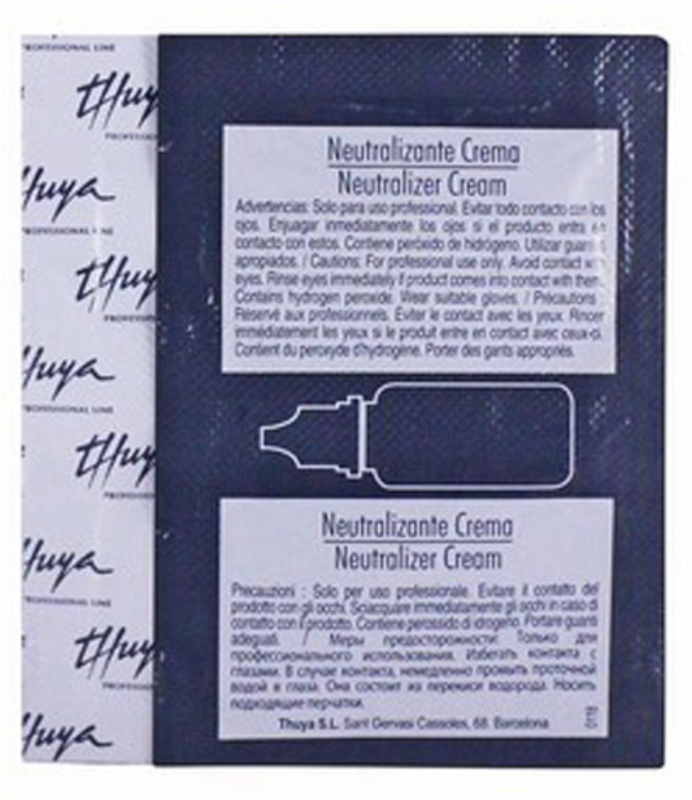 PROFESSIONAL LINE
thuya
PROFESSIONAL
thuya
PROFESSIONAL LINE
thuya
PROFESSIONAL
thuya
PROFESSIONAL LINE
thuya
PROFESSIONAL
thuya
PROFESSIONAL LINE
thuya
PROFESSIONAL
thuya
Neutralizante Crema
Neutralizer Cream
Advertencias: Solo para uso professional. Evitar todo contacto con los
ojos. Enjuagar inmediatamente los ojos si el producto entra en
contacto con estos. Contiene peróxido de hidrógeno. Utilizar guantes
apropiados. / Cautions: For professional use only. Avoid contact with
eyes. Rinse eyes immediately if product comes into contact with them.
Contains hydrogen peroxide. Wear suitable gloves. / Précautions :
Réservé aux professionnels. Éviter le contact avec les yeux. Rincer
immédiatement les yeux si le produit entre en contact avec ceux-ci.
Contient du peroxyde d'hydrogène. Porter des gants appropriés.
Neutralizante Crema
Neutralizer Cream
Precauzioni : Solo per uso professionale. Evitare il contatto del
prodotto con gli occhi. Sciacquare immediatamente gli occhi in caso di
contatto con il prodotto. Contiene perossido di idrogeno. Portare guanti
adeguati. / Меры предосторожности: Только для
профессионального использования. Избегать контакта с
глазами. В случае контакта, немедленно промыть проточной
водой в глаза. Она состоит из перекиси водорода. Носить
подходящие перчатки.
Thuya S.L. Sant Gervasi Cassoles, 68. Barcelona
0118